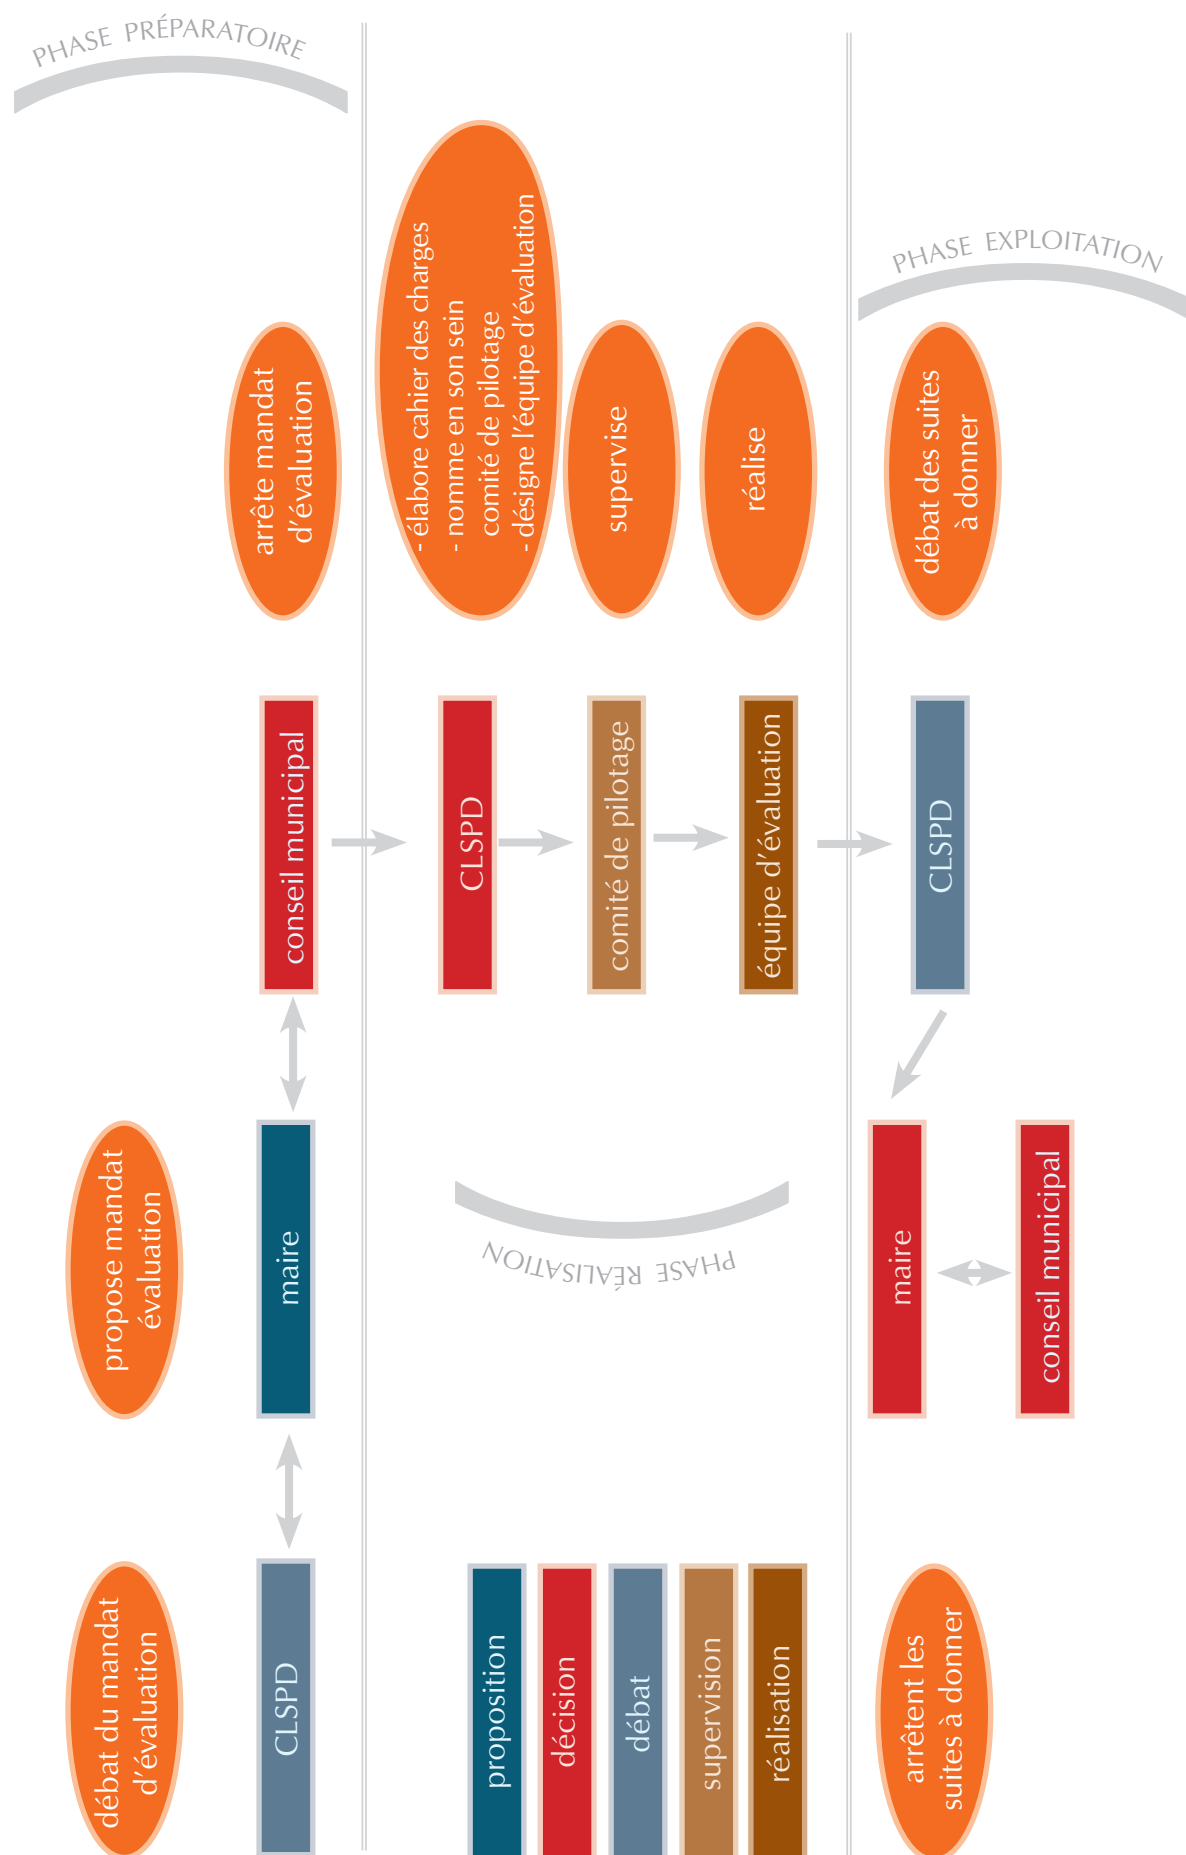 PHASE PRÉPARATOIRE
arrête mandat
d'évaluation
conseil municipal
propose mandat
évaluation
maire
débat du mandat
d'évaluation
CLSPD
- élabore cahier des charges
- nomme en son sein
comité de pilotage
- désigne l'équipe d'évaluation
supervise
réalise
CLSPD
comité de pilotage
équipe d'évaluation
PHASE RÉALISATION
proposition
décision
débat
supervision
réalisation
PHASE EXPLOITATION
débat des suites
à donner
CLSPD
maire
conseil municipal
arrêtent les
suites à donner